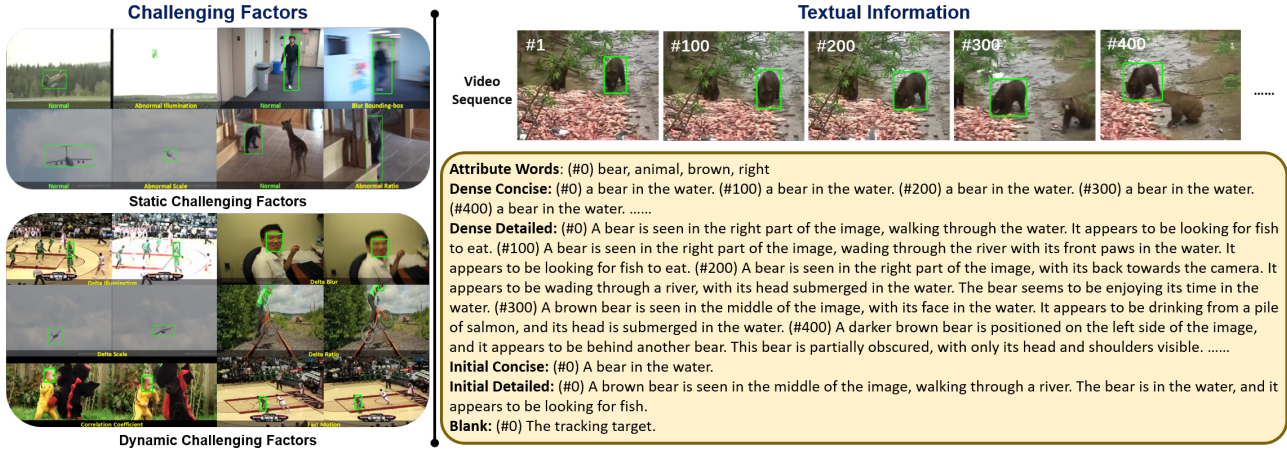 Challenging Factors
Normal
Abnormal Illumination
Normal
Blur Bounding-box
Normal
Abnormal Scale
Normal
Abnormal Ratio
Static Challenging Factors
Delta Illumination
Delta Blur
Delta Scale
Delta Ratio
Correlation Coefficient
Fast Motion
Dynamic Challenging Factors
Textual Information
Video
Sequence
#1
#100
#200
#300
#400
......
Attribute Words: (#0) bear, animal, brown, right
Dense Concise: (#0) a bear in the water. (#100) a bear in the water. (#200) a bear in the water. (#300) a bear in the water.
(#400) a bear in the water. ......
Dense Detailed: (#0) A bear is seen in the right part of the image, walking through the water. It appears to be looking for fish
to eat. (#100) A bear is seen in the right part of the image, wading through the river with its front paws in the water. It
appears to be looking for fish to eat. (#200) A bear is seen in the right part of the image, with its back towards the camera. It
appears to be wading through a river, with its head submerged in the water. The bear seems to be enjoying its time in the
water. (#300) A brown bear is seen in the middle of the image, with its face in the water. It appears to be drinking from a pile
of salmon, and its head is submerged in the water. (#400) A darker brown bear is positioned on the left side of the image,
and it appears to be behind another bear. This bear is partially obscured, with only its head and shoulders visible. ......
Initial Concise: (#0) A bear in the water.
Initial Detailed: (#0) A brown bear is seen in the middle of the image, walking through a river. The bear is in the water, and it
appears to be looking for fish.
Blank: (#0) The tracking target.